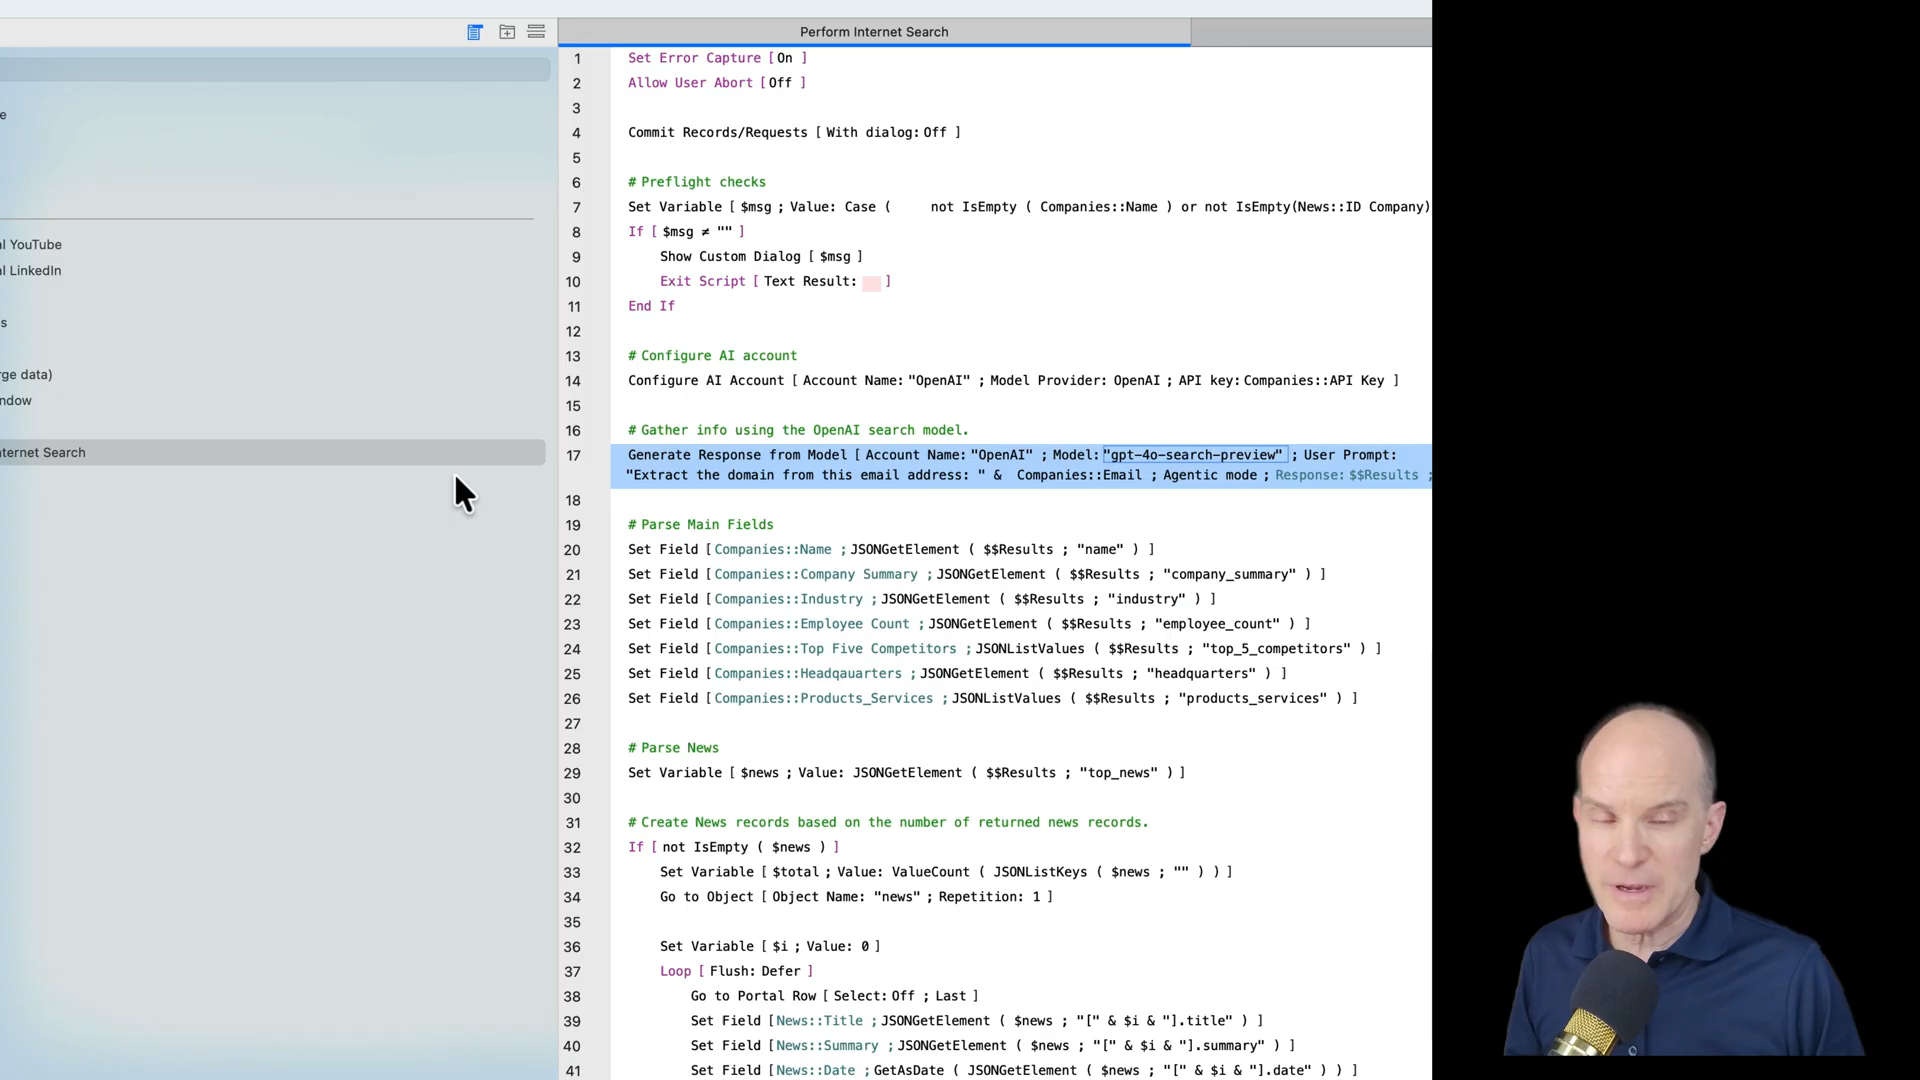 Perform Internet Search
e
al YouTube
al LinkedIn
s
rge data)
ndow
nternet Search
1 Set Error Capture [ On ]
2 Allow User Abort [ Off ]
3
4 Commit Records/Requests [ With dialog: Off ]
5
6 # Preflight checks
7 Set Variable [ $msg ; Value: Case ( not IsEmpty ( Companies::Name ) or not IsEmpty(News::ID Company)
8 If [ $msg ≠ "" ]
9 Show Custom Dialog [ $msg ]
10 Exit Script [ Text Result: ]
11 End If
12
13 # Configure AI account
14 Configure AI Account [ Account Name: "OpenAI" ; Model Provider: OpenAI ; API key: Companies::API Key ]
15
16 # Gather info using the OpenAI search model.
17 Generate Response from Model [ Account Name: "OpenAI" ; Model: "gpt-4o-search-preview" ; User Prompt:
"Extract the domain from this email address: " & Companies::Email ; Agentic mode ; Response: $$Results ;
18
19 # Parse Main Fields
20 Set Field [ Companies::Name ; JSONGetElement ( $$Results ; "name" ) ]
21 Set Field [ Companies::Company Summary ; JSONGetElement ( $$Results ; "company_summary" ) ]
22 Set Field [ Companies::Industry ; JSONGetElement ( $$Results ; "industry" ) ]
23 Set Field [ Companies::Employee Count ; JSONGetElement ( $$Results ; "employee_count" ) ]
24 Set Field [ Companies::Top Five Competitors ; JSONListValues ( $$Results ; "top_5_competitors" ) ]
25 Set Field [ Companies::Headqauarters ; JSONGetElement ( $$Results ; "headquarters" ) ]
26 Set Field [ Companies::Products_Services ; JSONListValues ( $$Results ; "products_services" ) ]
27
28 # Parse News
29 Set Variable [ $news ; Value: JSONGetElement ( $$Results ; "top_news" ) ]
30
31 # Create News records based on the number of returned news records.
32 If [ not IsEmpty ( $news ) ]
33 Set Variable [ $total ; Value: ValueCount ( JSONListKeys ( $news ; "" ) ) ]
34 Go to Object [ Object Name: "news" ; Repetition: 1 ]
35
36 Set Variable [ $i ; Value: 0 ]
37 Loop [ Flush: Defer ]
38 Go to Portal Row [ Select: Off ; Last ]
39 Set Field [ News::Title ; JSONGetElement ( $news ; "[" & $i & "].title" ) ]
40 Set Field [ News::Summary ; JSONGetElement ( $news ; "[" & $i & "].summary" ) ]
41 Set Field [ News::Date ; GetAsDate ( JSONGetElement ( $news ; "[" & $i & "].date" ) ) ]